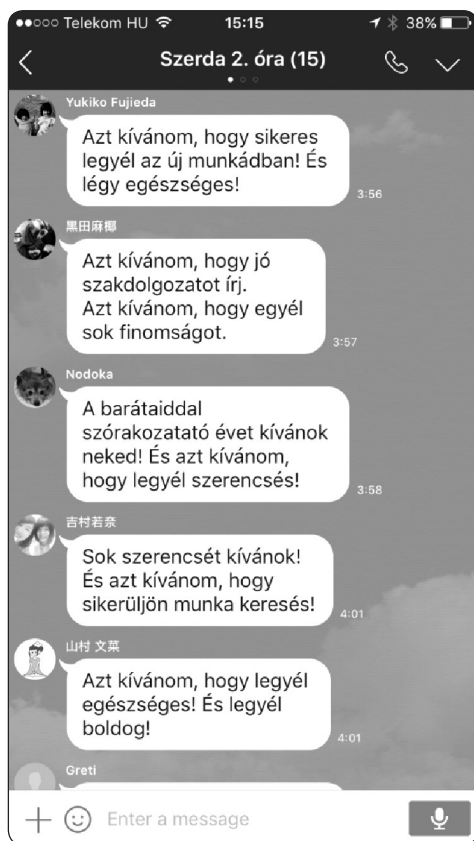 Telekom HU 15:15 38%
Szerda 2. óra (15)
Yukiko Fujieda
Azt kívánom, hogy sikeres
legyél az új munkádban! És
légy egészséges!
3:56
黒田麻椰
Azt kívánom, hogy jó
szakdolgozatot írj.
Azt kívánom, hogy egyél
sok finomságot.
3:57
Nodoka
A barátaiddal
szórakozatató évet kívánok
neked! És azt kívánom,
hogy legyél szerencsés!
3:58
吉村若奈
Sok szerencsét kívánok!
És azt kívánom, hogy
sikerüljön munka keresés!
4:01
山村 文菜
Azt kívánom, hogy legyél
egészséges! És legyél
boldog!
4:01
Greti
Enter a message